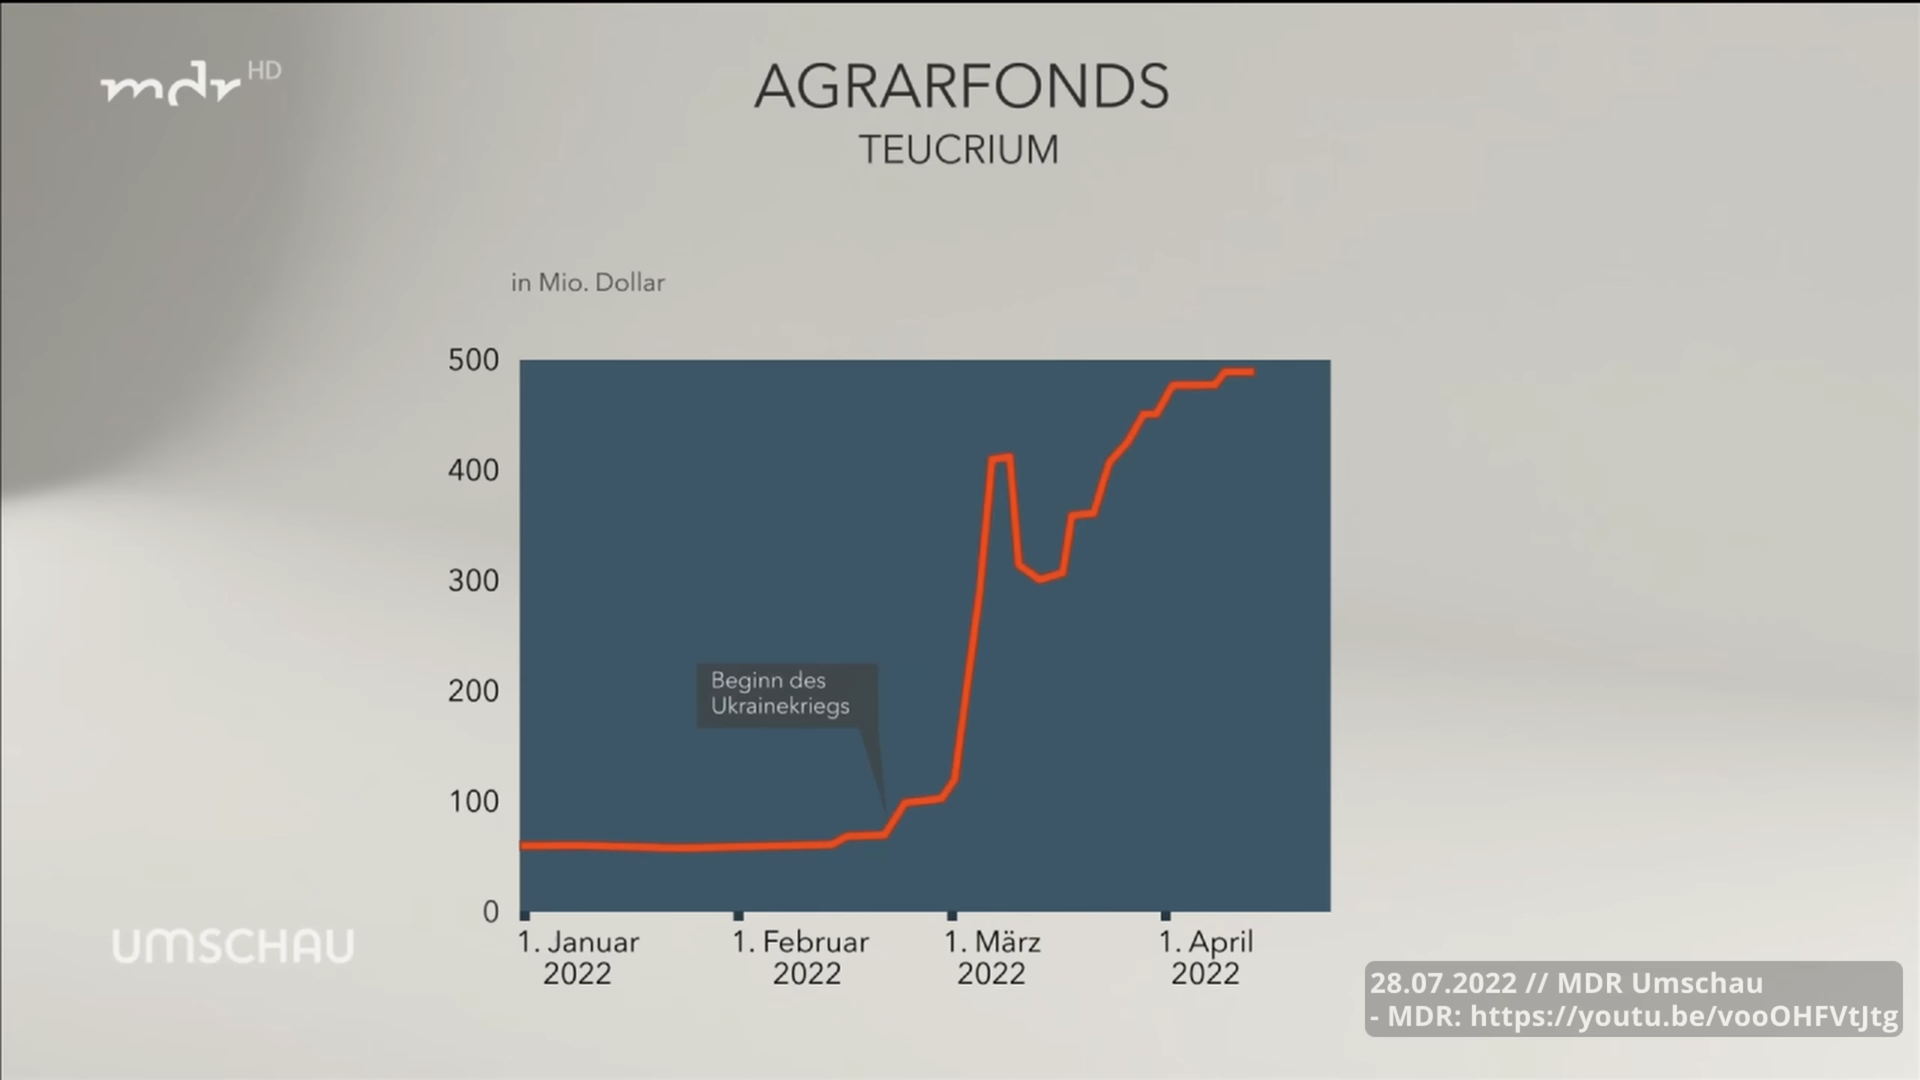 mdr HD
AGRARFONDS
TEUCRIUM
in Mio. Dollar
500
400
300
200
100
0
Beginn des
Ukrainekriegs
1. Januar
2022
1. Februar
2022
1. März
2022
1. April
2022
UMSCHAU
28.07.2022 // MDR Umschau
- MDR: https://youtu.be/vooOHFVtJtg